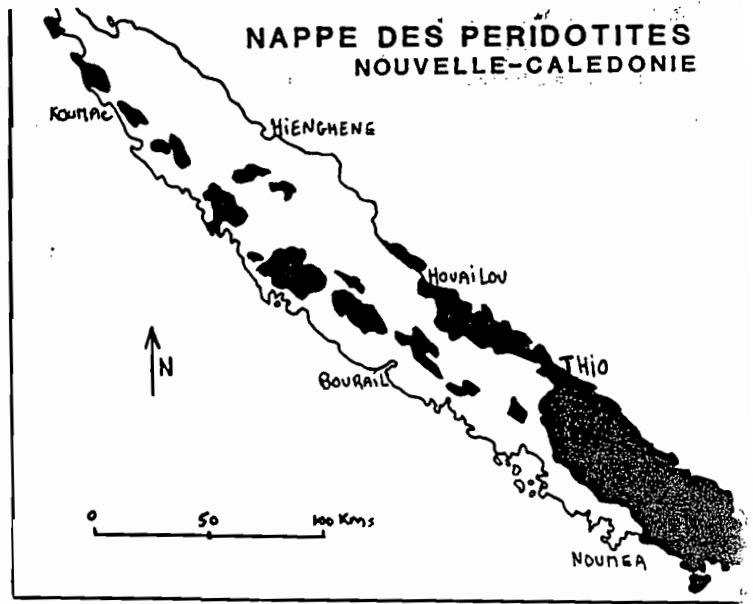 NAPPE DES PERIDOTITES
NOUVELLE-CALEDONIE
KOUMAC
HiENGHENE
HOUAiLOU
THiO
N
BOURAIL
0 50 100 Kms
NOUMEA